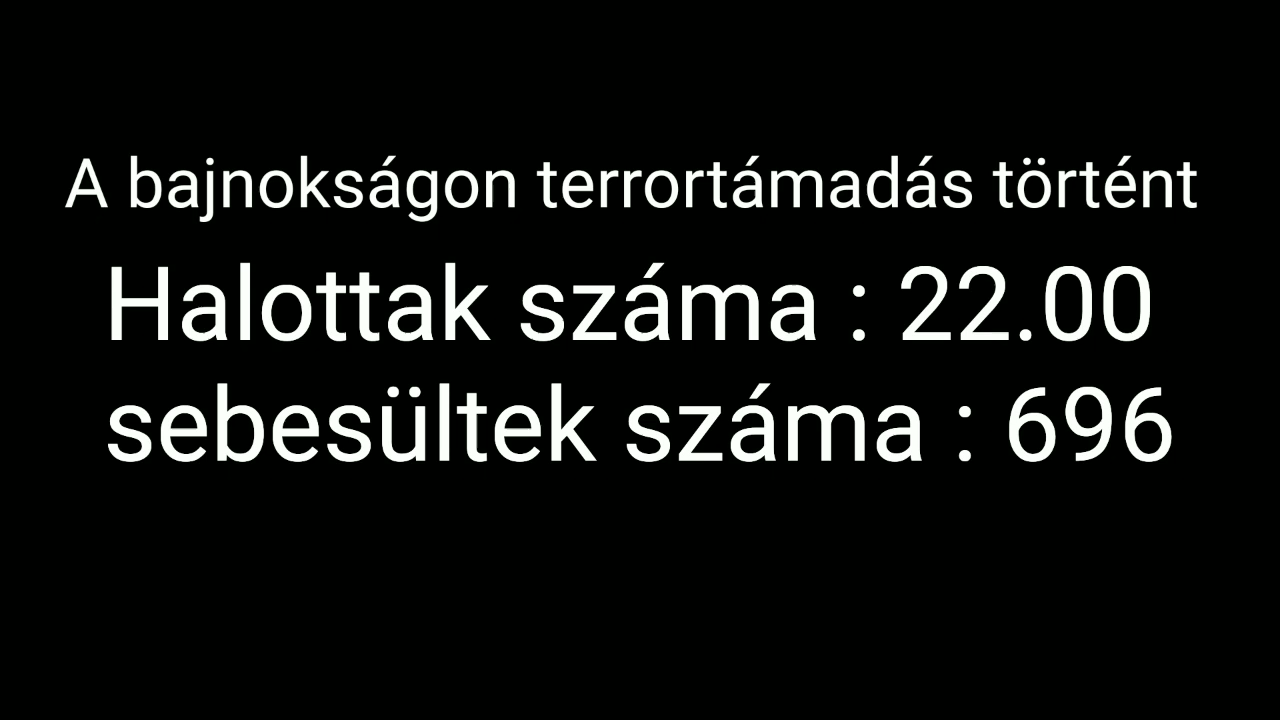 A bajnokságon terrortámadás történt
Halottak száma : 22.00
sebesültek száma : 696